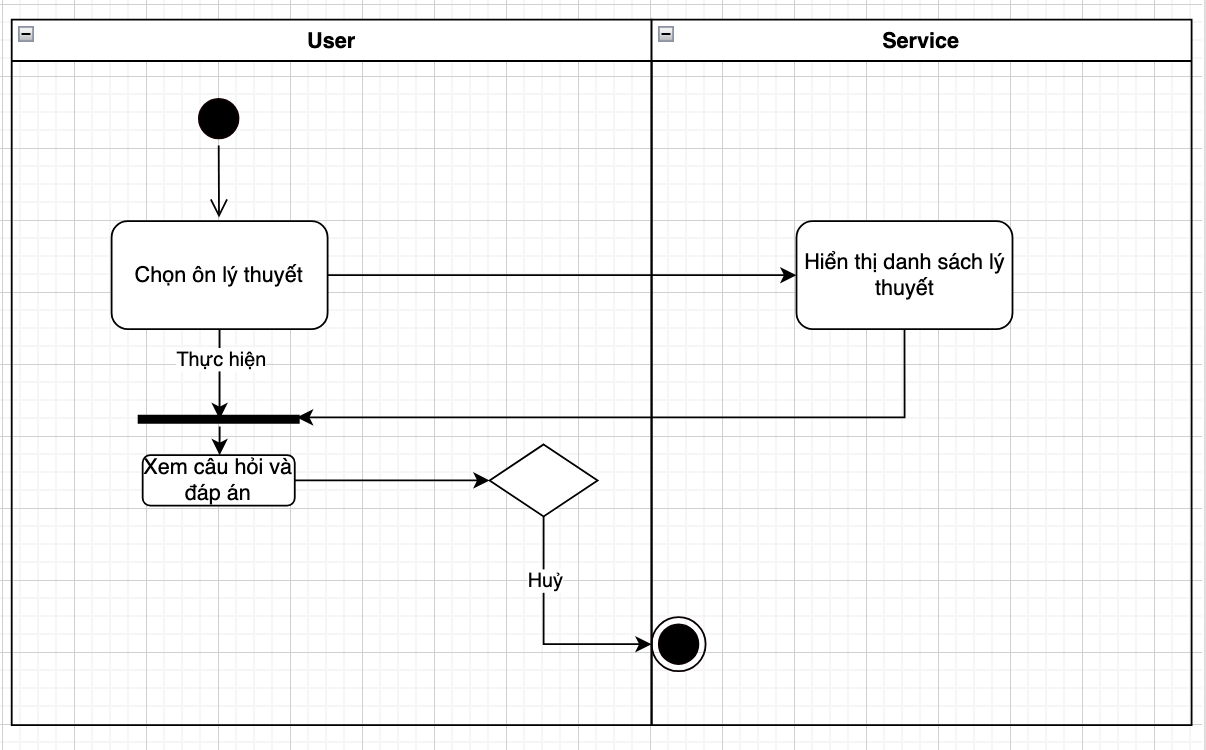 User
Service
Chọn ôn lý thuyết
Hiển thị danh sách lý
thuyết
Thực hiện
Xem câu hỏi và
đáp án
Huỷ